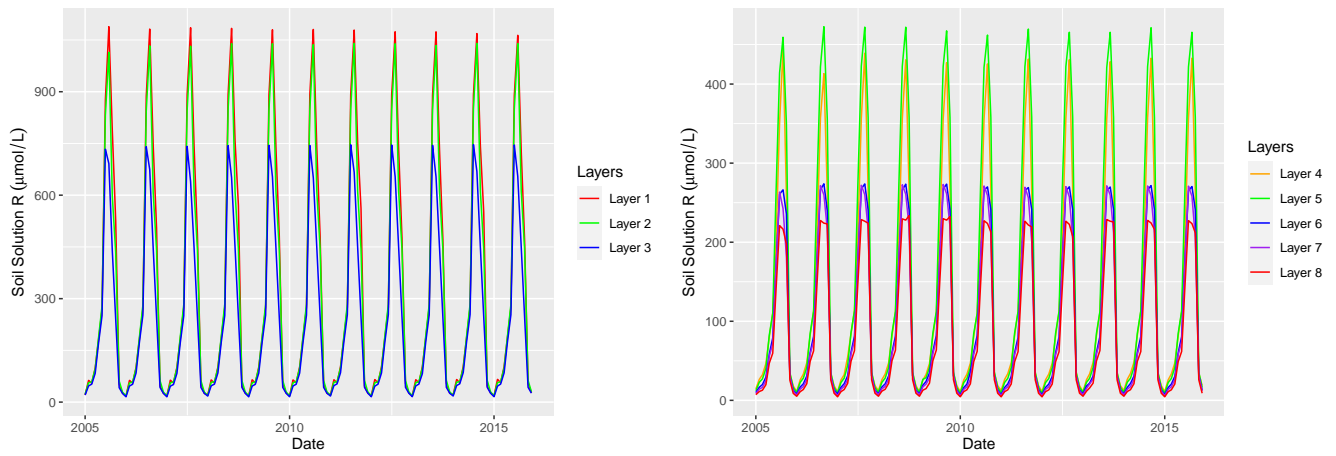 Soil Solution R (μmol/L)
900
600
300
0
2005
2010
2015
Date
Layers
Layer 1
Layer 2
Layer 3
Soil Solution R (μmol/L)
400
300
200
100
0
2005
2010
2015
Date
Layers
Layer 4
Layer 5
Layer 6
Layer 7
Layer 8